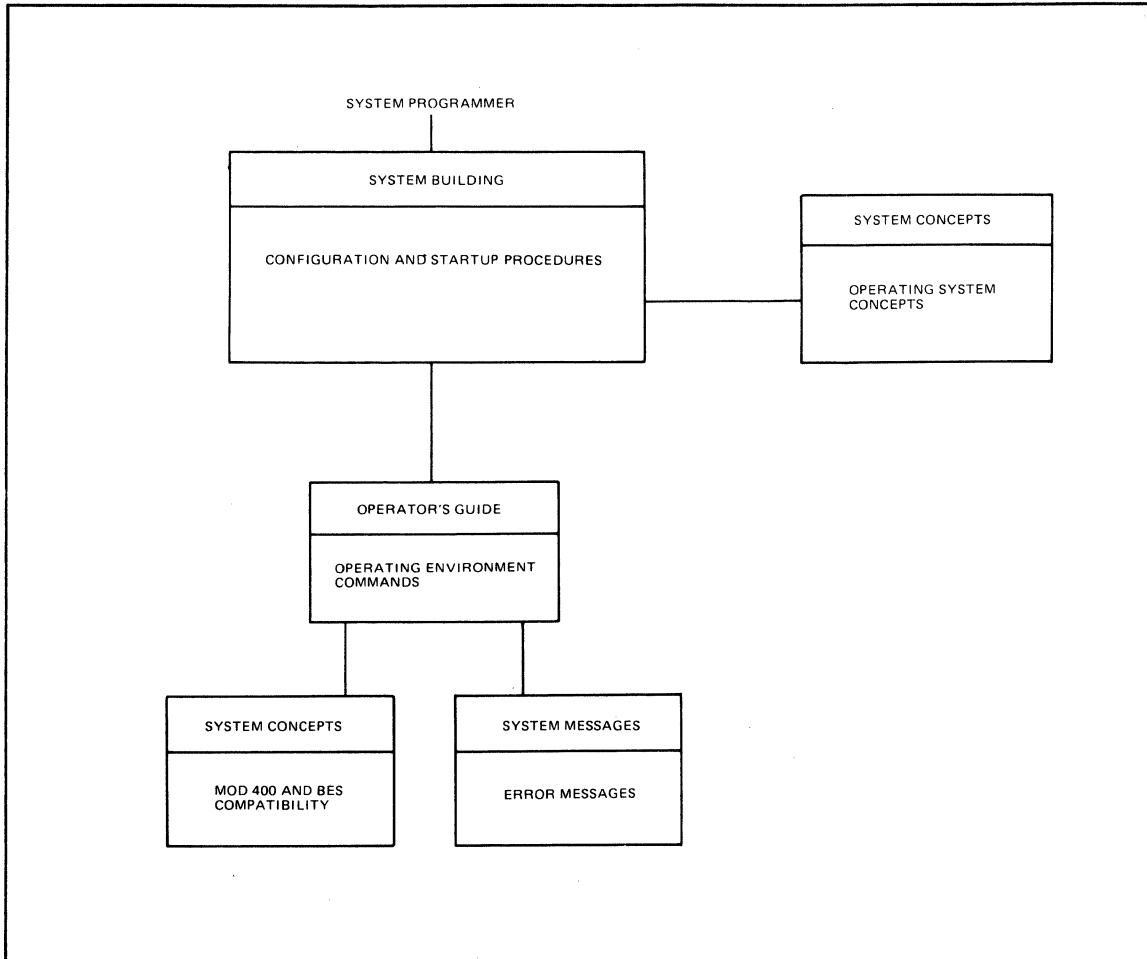 SYSTEM PROGRAMMER
SYSTEM BUILDING
CONFIGURATION AND STARTUP PROCEDURES
SYSTEM CONCEPTS
OPERATING SYSTEM
CONCEPTS
OPERATOR'S GUIDE
OPERATING ENVIRONMENT
COMMANDS
SYSTEM CONCEPTS
MOD 400 AND BES
COMPATIBILITY
SYSTEM MESSAGES
ERROR MESSAGES